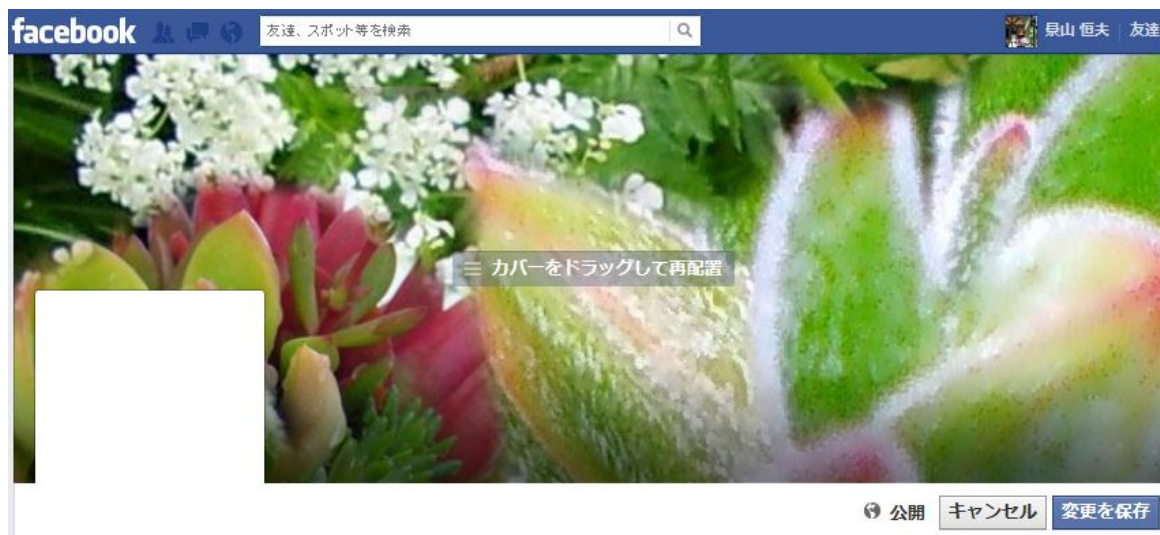 facebook
友達、スポット等を検索
景山 恒夫
友達
カバーをドラッグして再配置
公開
キャンセル
変更を保存